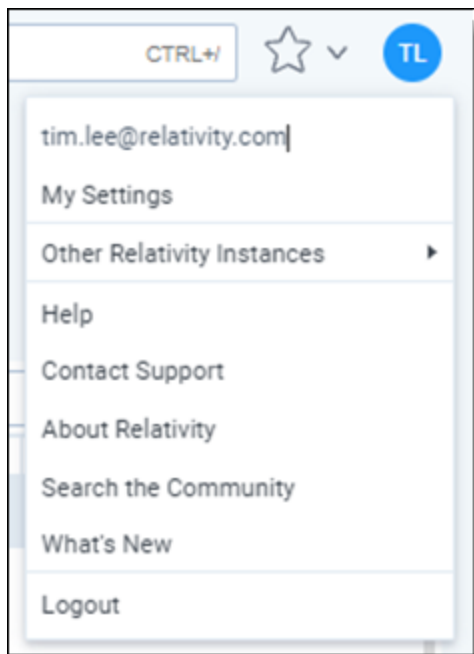 CTRL+/
TL
tim.lee@relativity.com
My Settings
Other Relativity Instances
Help
Contact Support
About Relativity
Search the Community
What's New
Logout